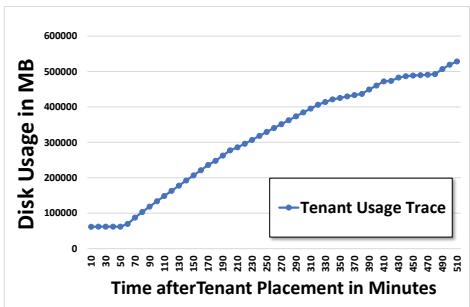 600000
500000
400000
300000
200000
100000
0
Disk Usage in MB
Tenant Usage Trace
10 30 50 70 90 110 130 150 170 190 210 230 250 270 290 310 330 350 370 390 410 430 450 470 490 510
Time afterTenant Placement in Minutes